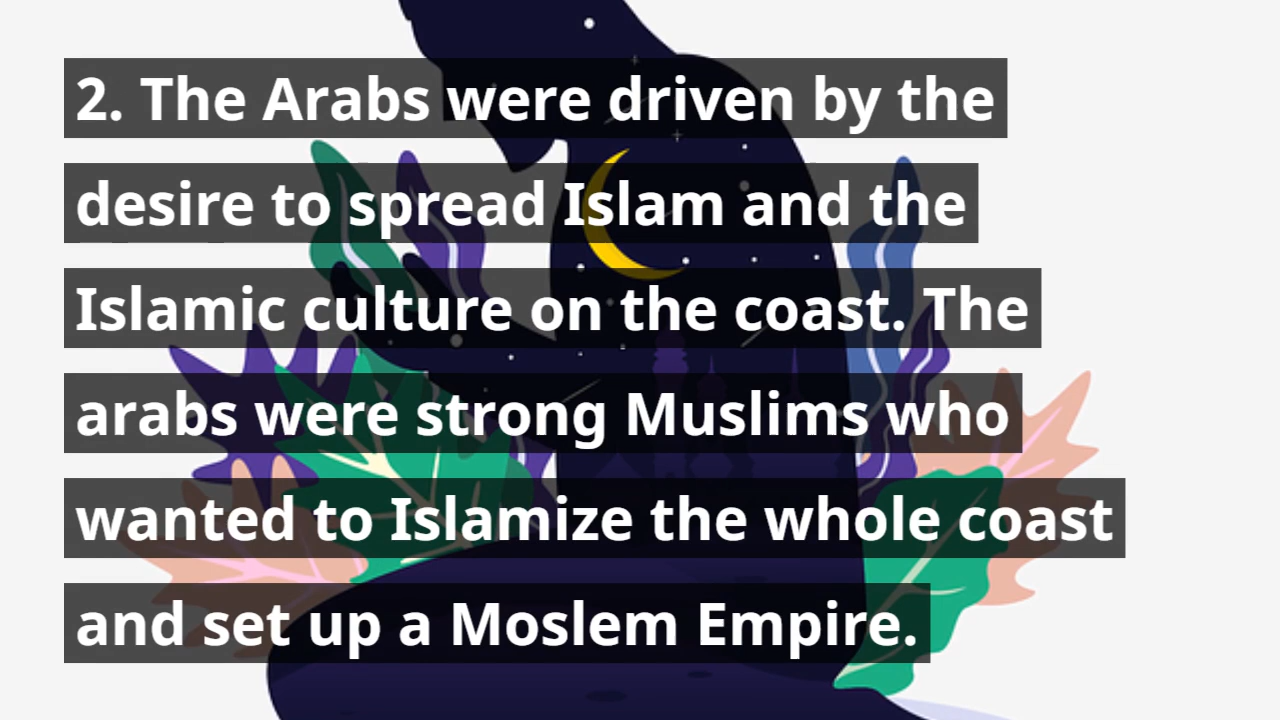 2. The Arabs were driven by the
desire to spread Islam and the
Islamic culture on the coast. The
arabs were strong Muslims who
wanted to Islamize the whole coast
and set up a Moslem Empire.